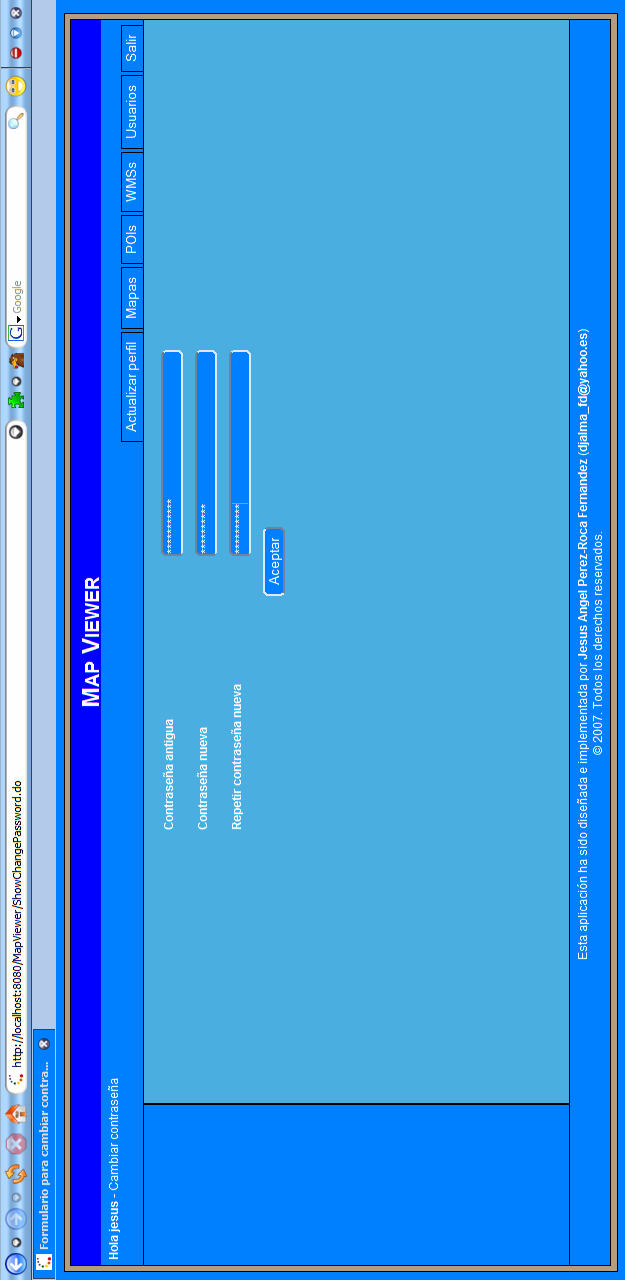 http://localhost:8080/MapViewer/ShowChangePassword.do
G Google
Formulario para cambiar contra...
MAP VIEWER
Hola jesus - Cambiar contraseña
Actualizar perfil Mapas POIs WMSs Usuarios Salir
Contraseña antigua ***********
Contraseña nueva **********
Repetir contraseña nueva **********
Aceptar
Esta aplicación ha sido diseñada e implementada por Jesus Angel Perez-Roca Fernandez (djalma_fd@yahoo.es)
© 2007. Todos los derechos reservados.